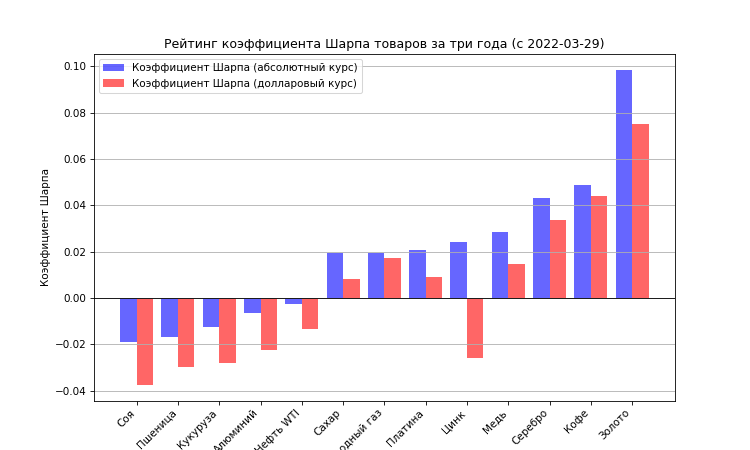 Рейтинг коэффициента Шарпа товаров за три года (с 2022-03-29)
Коэффициент Шарпа (абсолютный курс)
Коэффициент Шарпа (долларовый курс)
Коэффициент Шарпа
0.10
0.08
0.06
0.04
0.02
0.00
−0.02
−0.04
Соя
Пшеница
Кукуруза
Алюминий
Нефть WTI
Сахар
газ
Платина
Цинк
Медь
Серебро
Кофе
Золото